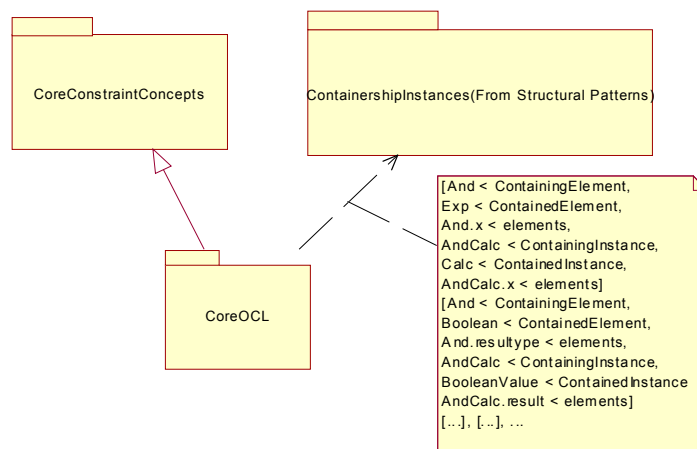 CoreConstraintConcepts
ContainershipInstances(From Structural Patterns)
CoreOCL
[And < ContainingElement,
Exp < ContainedElement,
And.x < elements,
AndCalc < ContainingInstance,
Calc < ContainedInstance,
AndCalc.x < elements]
[And < ContainingElement,
Boolean < ContainedElement,
And.resultype < elements,
AndCalc < ContainingInstance,
BooleanValue < ContainedInstance
AndCalc.result < elements]
[...], [...], ...